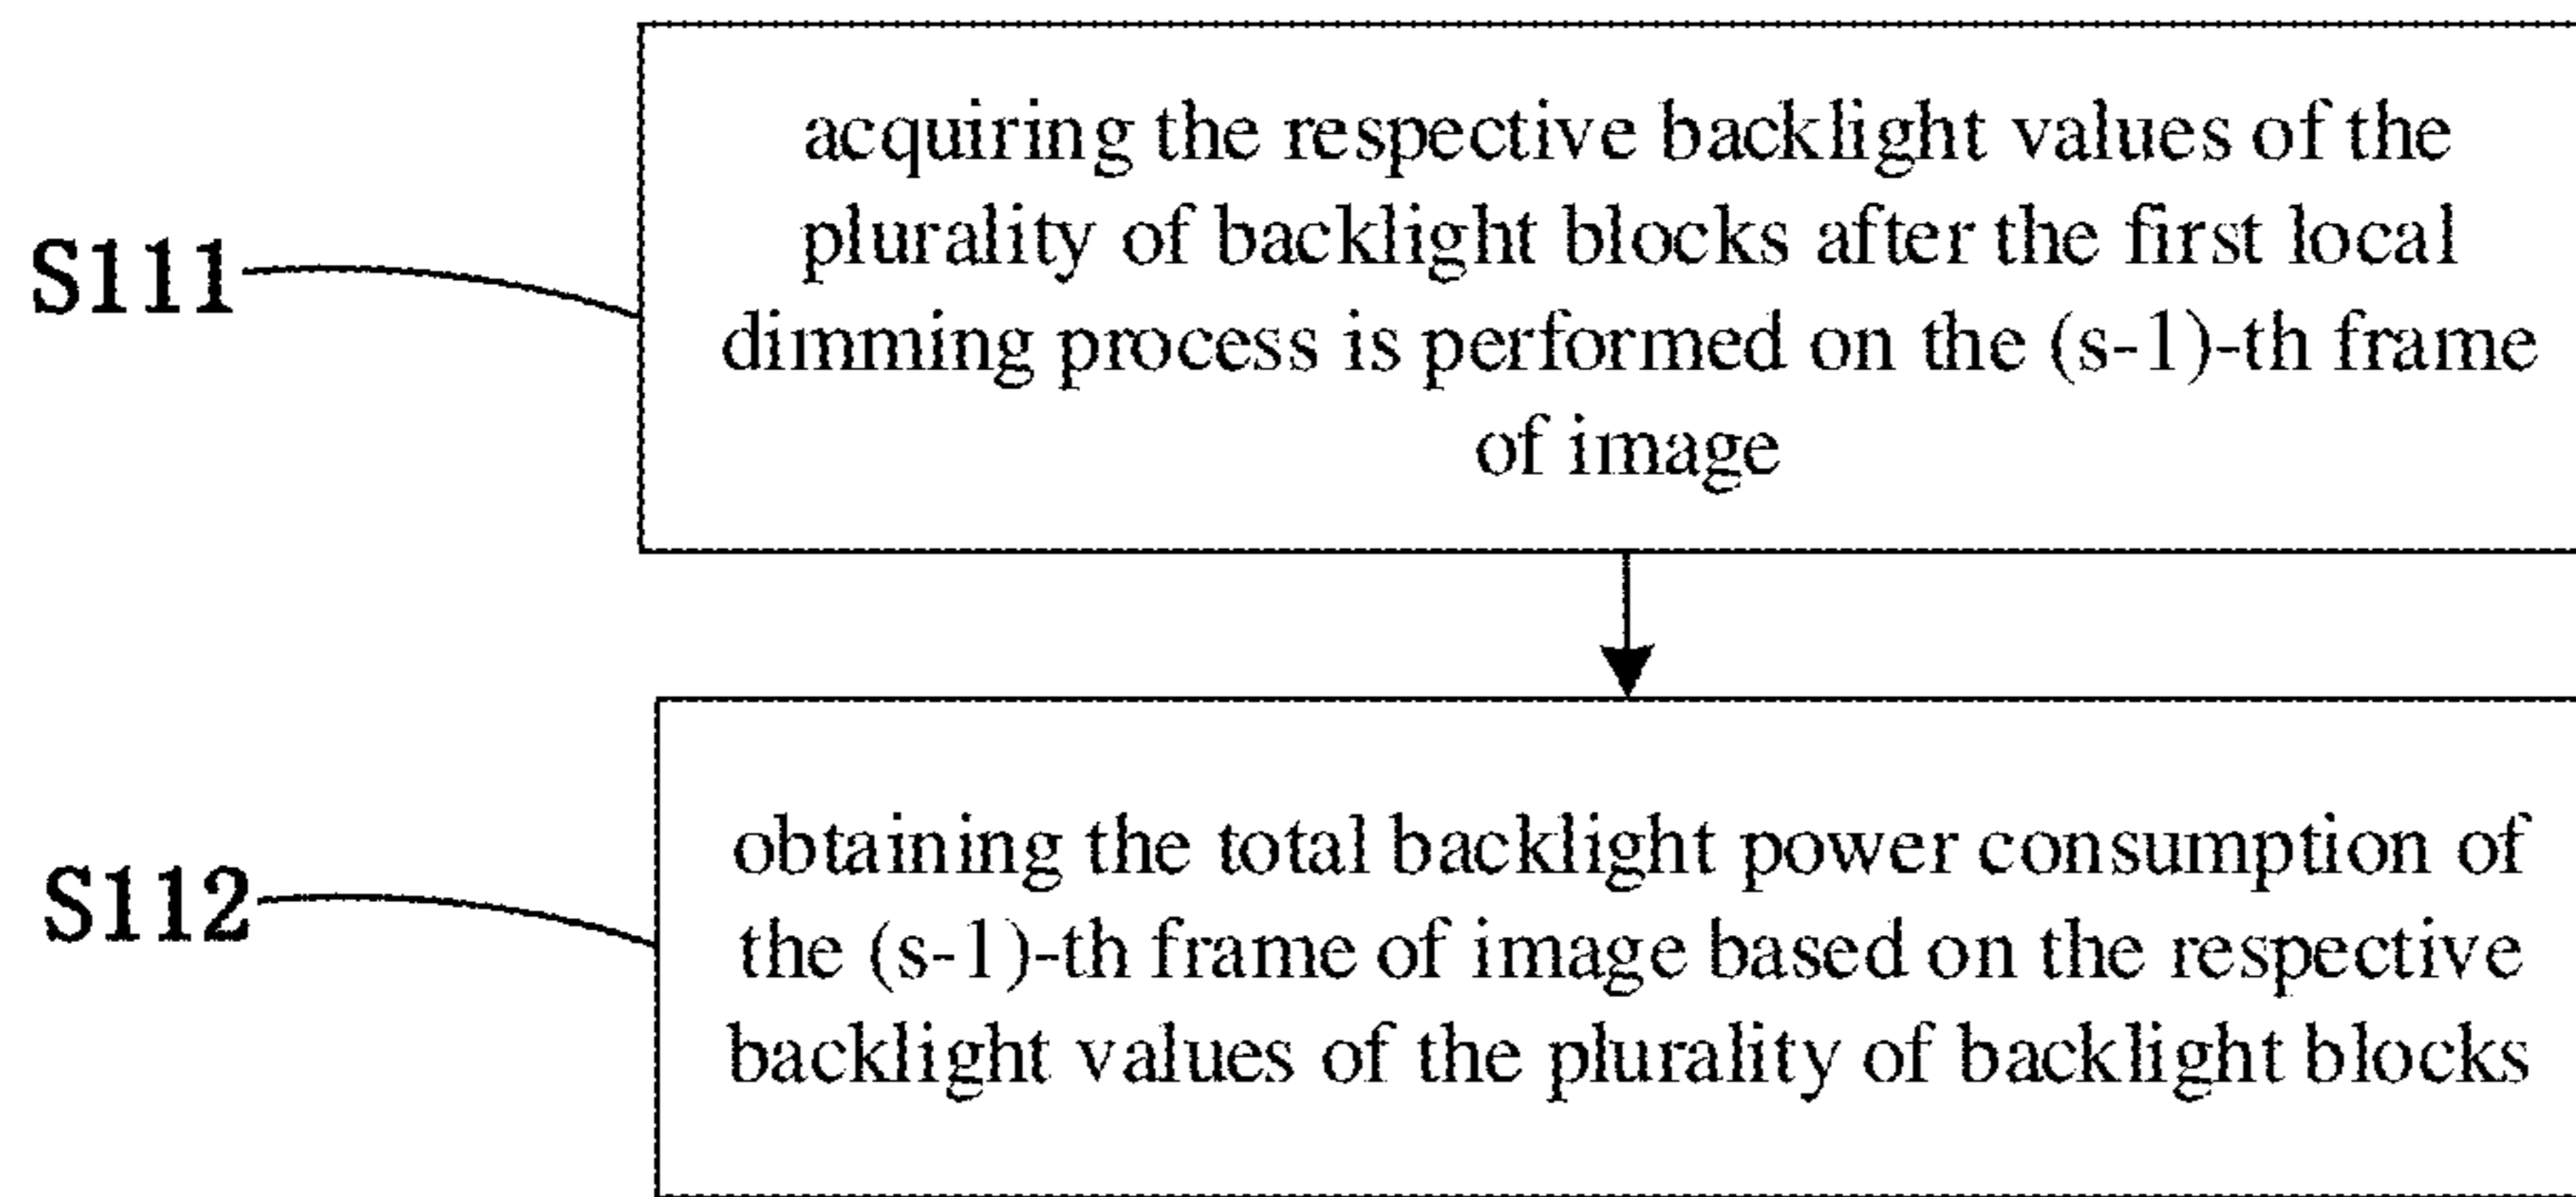 acquiring the respective backlight values of the
plurality of backlight blocks after the first local
S111
dimming process is performed on the (s-1)-th frame
of image
obtaining the total backlight power consumption of
S112
the (s-1)-th frame of image based on the respective
backlight values of the plurality of backlight blocks